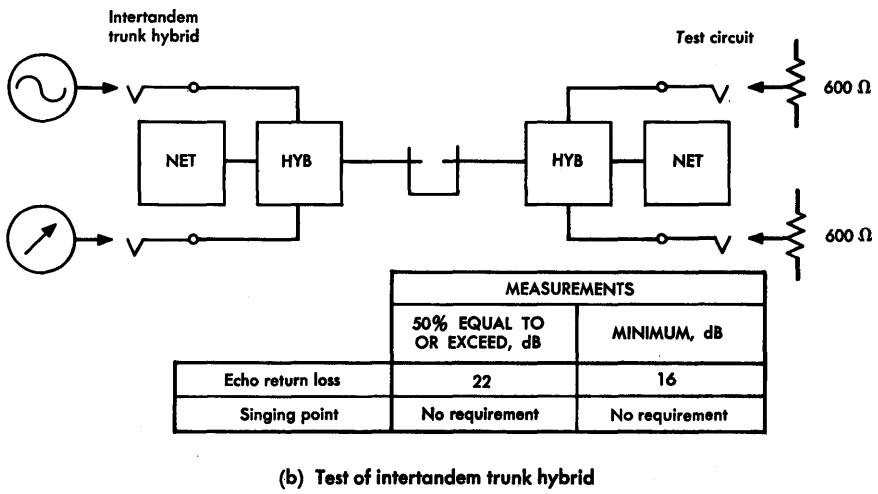 Intertandem
trunk hybrid
Test circuit
600 Ω
NET
HYB
HYB
NET
600 Ω
MEASUREMENTS
50% EQUAL TO
OR EXCEED, dB
MINIMUM, dB
Echo return loss
22
16
Singing point
No requirement
No requirement
(b) Test of intertandem trunk hybrid